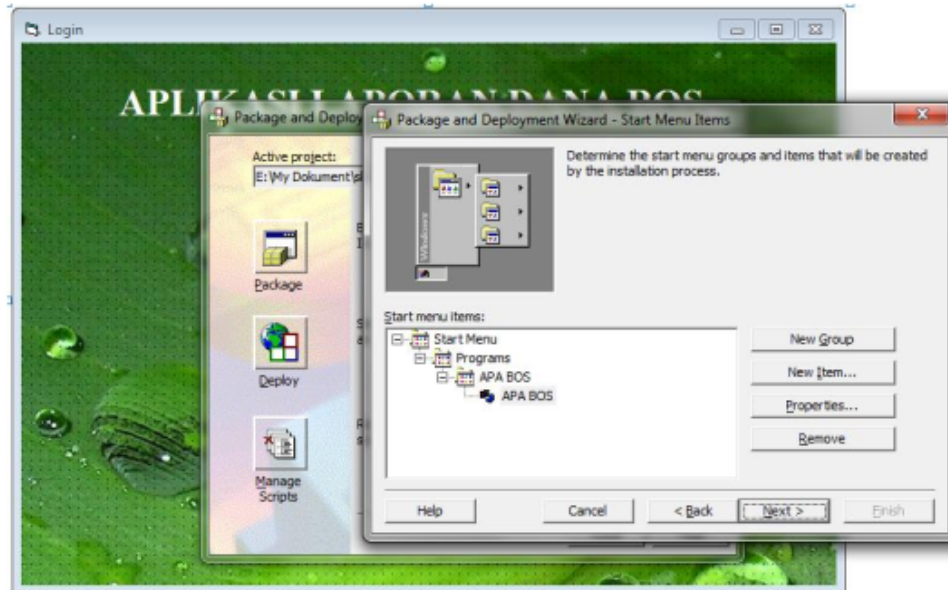 Login
APLIKASI LAPORAN DANA BOS
Package and Deploy
Active project:
E:\My Dokument\s
Package
Deploy
Manage
Scripts
Package and Deployment Wizard - Start Menu Items
Determine the start menu groups and items that will be created
by the installation process.
Windows
Start menu items:
Start Menu
Programs
APA BOS
APA BOS
New Group
New Item...
Properties...
Remove
Help
Cancel
< Back
Next >
Finish